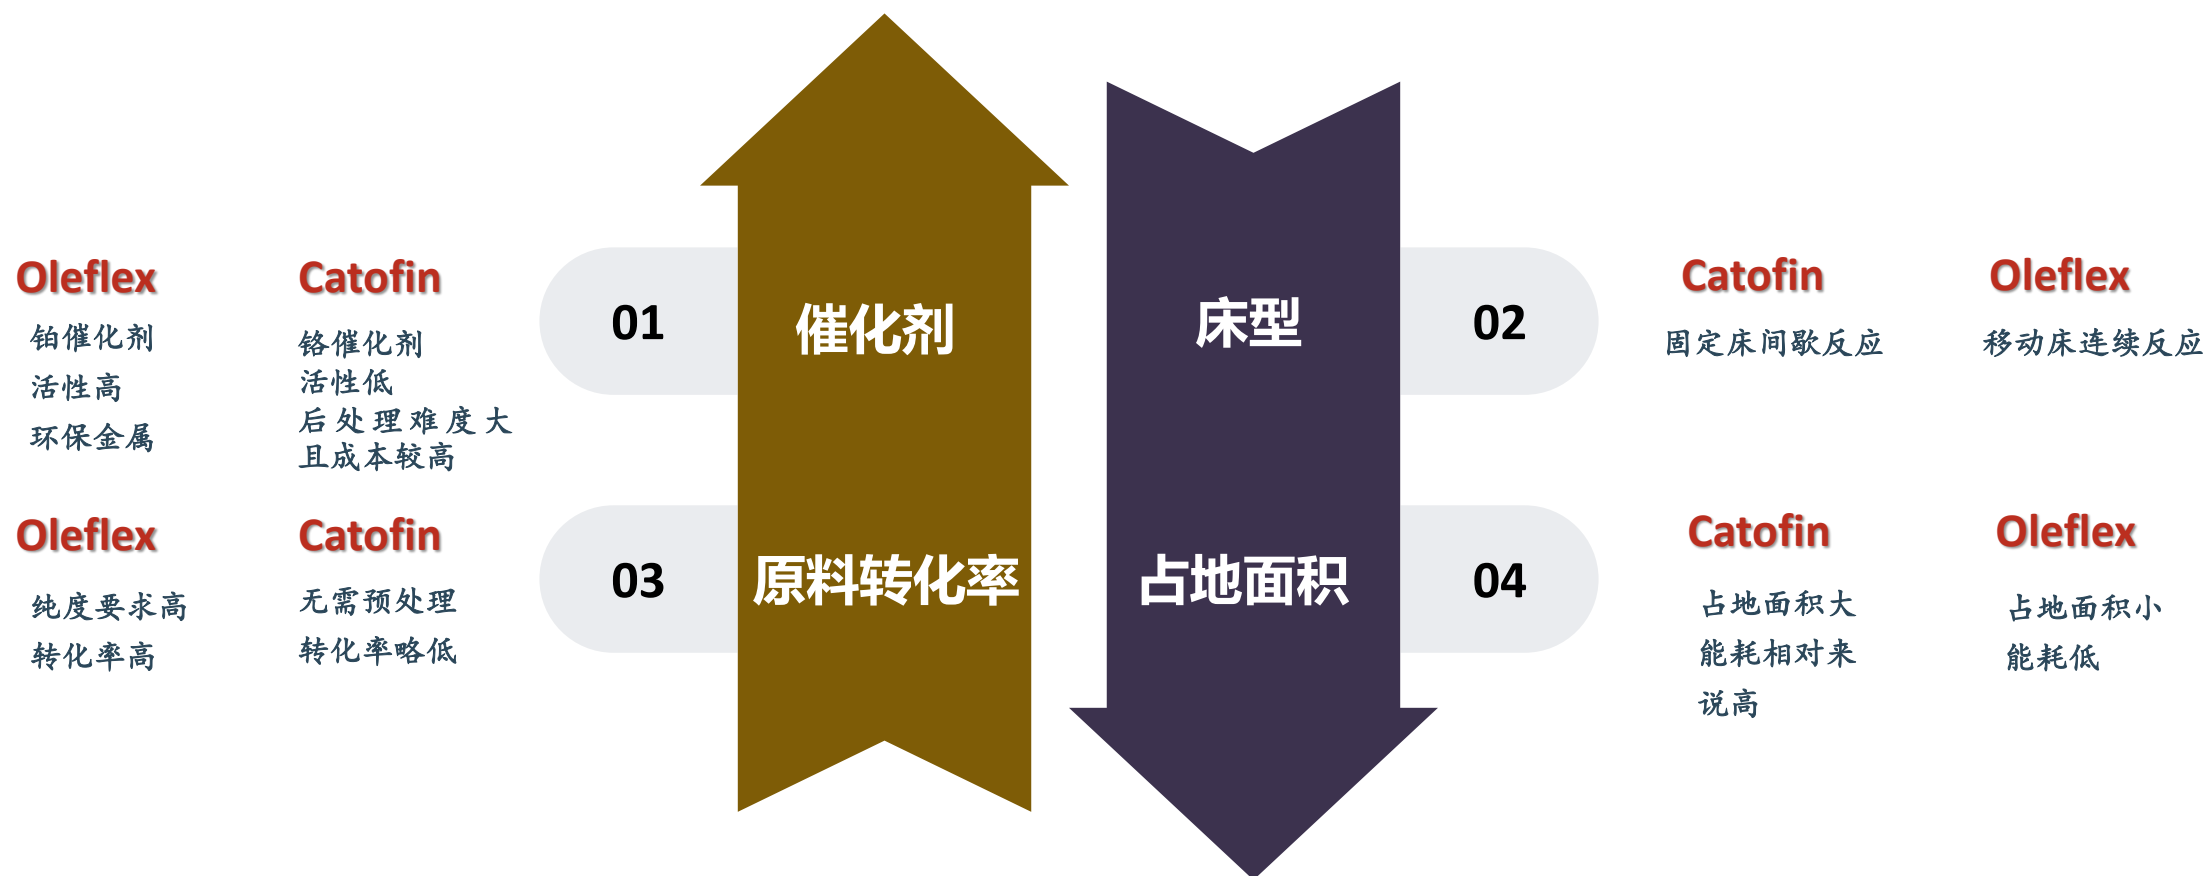 Oleflex
铂催化剂
活性高
环保金属
Catofin
铬催化剂
活性低
后处理难度大
且成本较高
01
催化剂
床型
02
Catofin
固定床间歇反应
Oleflex
移动床连续反应
Oleflex
纯度要求高
转化率高
Catofin
无需预处理
转化率略低
03
原料转化率
占地面积
04
Catofin
占地面积大
能耗相对来
说高
Oleflex
占地面积小
能耗低